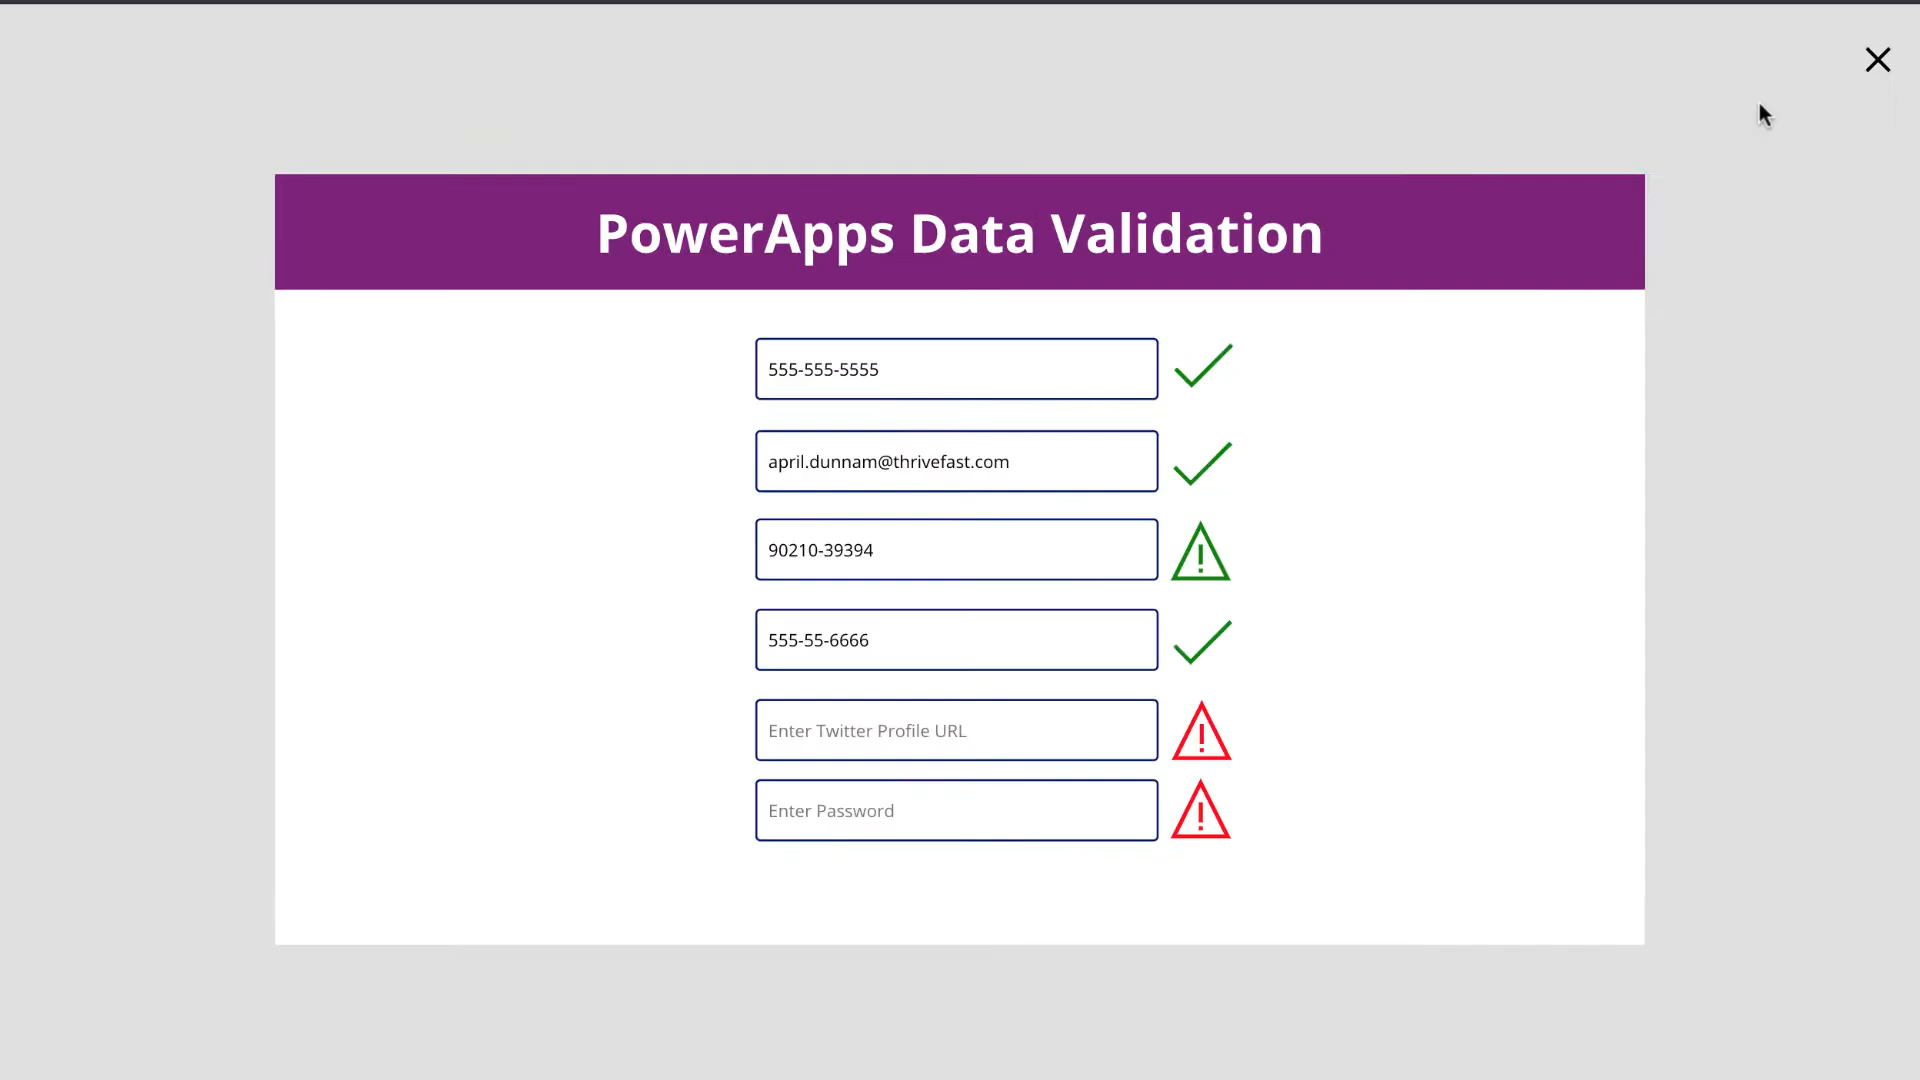 PowerApps Data Validation
555-555-5555
april.dunnam@thrivefast.com
90210-39394
555-55-6666
Enter Twitter Profile URL
Enter Password